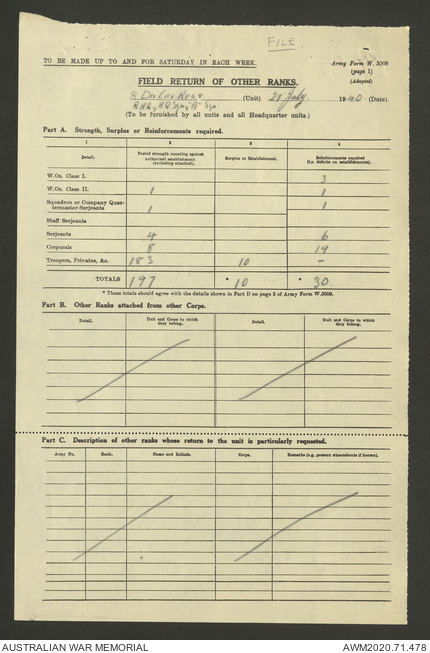 FILE.
TO BE MADE UP TO AND FOR SATURDAY IN EACH WEEK.
Army Form W. 3009
(page 1)
(Adapted)
FIELD RETURN OF OTHER RANKS.
8 Div Cav (Unit) 28 July. 1940. (Date).
R.H.Q., H.Q. Sqn, "A" Sqn.
(To be furnished by all units and all Headquarter units.)
Part A. Strength, Surplus or Reinforcements required.
1 2 3 4
Detail. Posted strength counting against authorized establishment (excluding attached). Surplus to Establishment. Reinforcements required (i.e. deficits on establishments).
W.Os. Class I. 3
W.Os. Class II. 1 1
Squadron or Company Quarter-
termaster-Serjeants 1 1
Staff Serjeants
Serjeants 4 6
Corporals 8 19
Troopers, Privates, &c. 183 10 -
TOTALS 197 * 10 * 30.
* These totals should agree with the details shown in Part D on page 2 of Army Form W.3009.
Part B. Other Ranks attached from other Corps.
Detail. Unit and Corps to which they belong. Detail. Unit and Corps to which they belong.
Part C. Description of other ranks whose return to the unit is particularly requested.
Army No. Rank. Name and Initials. Corps. Remarks (e.g. present whereabouts if known).
AUSTRALIAN WAR MEMORIAL AWM2020.71.478